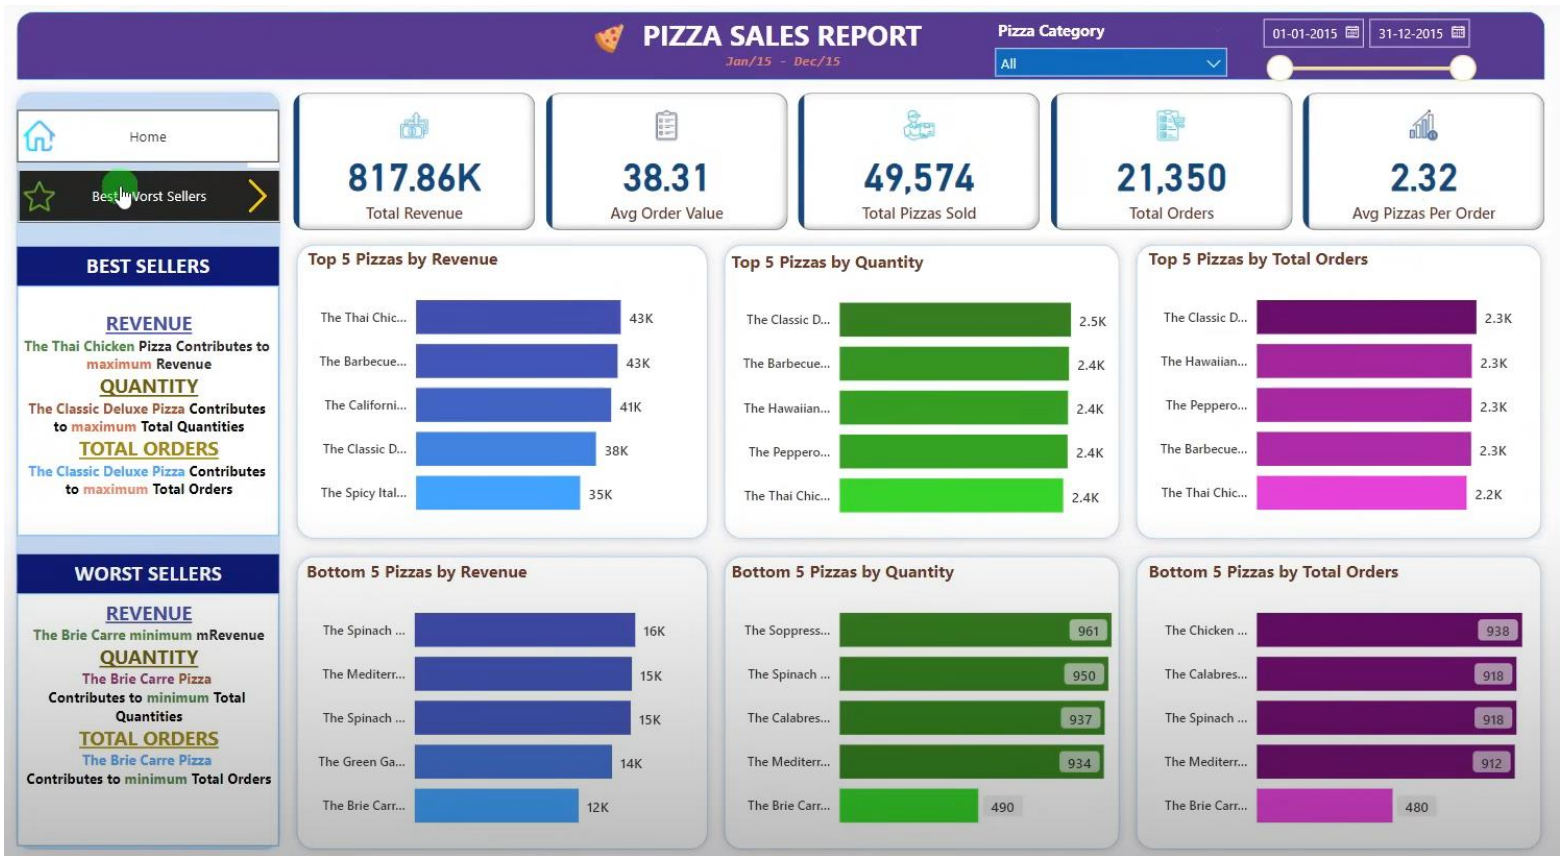 PIZZA SALES REPORT
Jan/15 - Dec/15
Pizza Category
All
01-01-2015
31-12-2015
Home
Best/Worst Sellers
817.86K
Total Revenue
38.31
Avg Order Value
49,574
Total Pizzas Sold
21,350
Total Orders
2.32
Avg Pizzas Per Order
BEST SELLERS
REVENUE
The Thai Chicken Pizza Contributes to
maximum Revenue
QUANTITY
The Classic Deluxe Pizza Contributes
to maximum Total Quantities
TOTAL ORDERS
The Classic Deluxe Pizza Contributes
to maximum Total Orders
WORST SELLERS
REVENUE
The Brie Carre minimum mRevenue
QUANTITY
The Brie Carre Pizza
Contributes to minimum Total
Quantities
TOTAL ORDERS
The Brie Carre Pizza
Contributes to minimum Total Orders
Top 5 Pizzas by Revenue
The Thai Chic... 43K
The Barbecue... 43K
The Californi... 41K
The Classic D... 38K
The Spicy Ital... 35K
Top 5 Pizzas by Quantity
The Classic D... 2.5K
The Barbecue... 2.4K
The Hawaiian... 2.4K
The Peppero... 2.4K
The Thai Chic... 2.4K
Top 5 Pizzas by Total Orders
The Classic D... 2.3K
The Hawaiian... 2.3K
The Peppero... 2.3K
The Barbecue... 2.3K
The Thai Chic... 2.2K
Bottom 5 Pizzas by Revenue
The Spinach ... 16K
The Mediterr... 15K
The Spinach ... 15K
The Green Ga... 14K
The Brie Carr... 12K
Bottom 5 Pizzas by Quantity
The Soppress... 961
The Spinach ... 950
The Calabres... 937
The Mediterr... 934
The Brie Carr... 490
Bottom 5 Pizzas by Total Orders
The Chicken ... 938
The Calabres... 918
The Spinach ... 918
The Mediterr... 912
The Brie Carr... 480